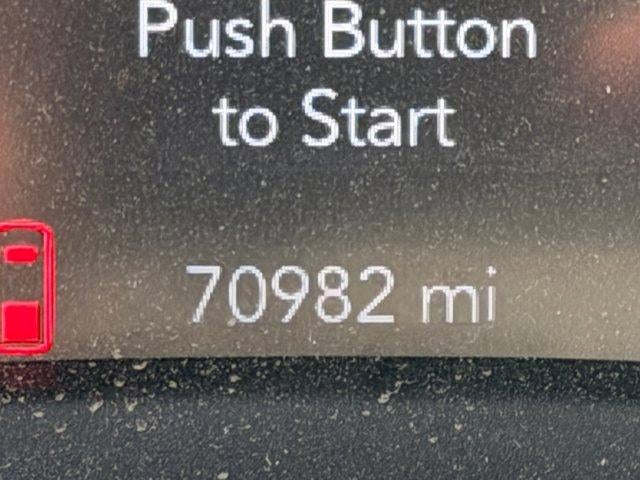 Push Button
to Start
70982 mi